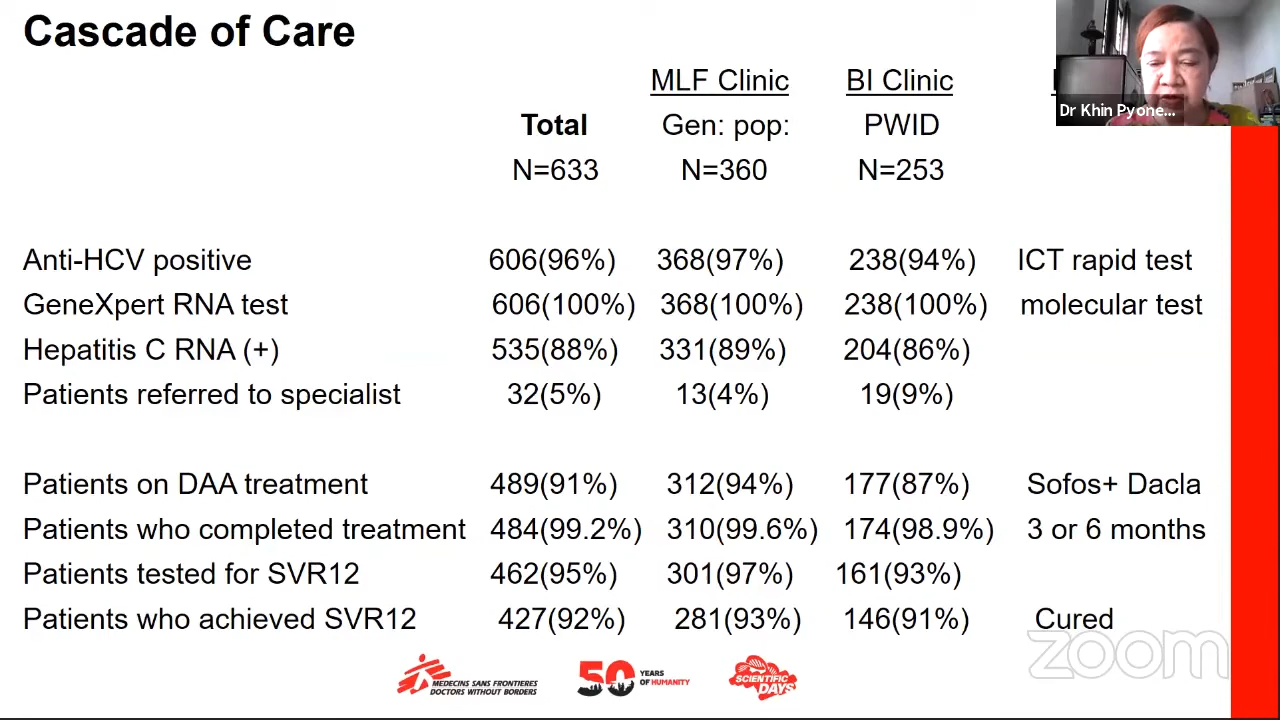 Cascade of Care
MLF Clinic BI Clinic
Dr Khin Pyone...
Total Gen: pop: PWID
N=633 N=360 N=253
Anti-HCV positive 606(96%) 368(97%) 238(94%) ICT rapid test
GeneXpert RNA test 606(100%) 368(100%) 238(100%) molecular test
Hepatitis C RNA (+) 535(88%) 331(89%) 204(86%)
Patients referred to specialist 32(5%) 13(4%) 19(9%)
Patients on DAA treatment 489(91%) 312(94%) 177(87%) Sofos+ Dacla
Patients who completed treatment 484(99.2%) 310(99.6%) 174(98.9%) 3 or 6 months
Patients tested for SVR12 462(95%) 301(97%) 161(93%)
Patients who achieved SVR12 427(92%) 281(93%) 146(91%) Cured
zoom
MEDECINS SANS FRONTIERES
DOCTORS WITHOUT BORDERS
50 YEARS
OF HUMANITY
SCIENTIFIC
DAYS